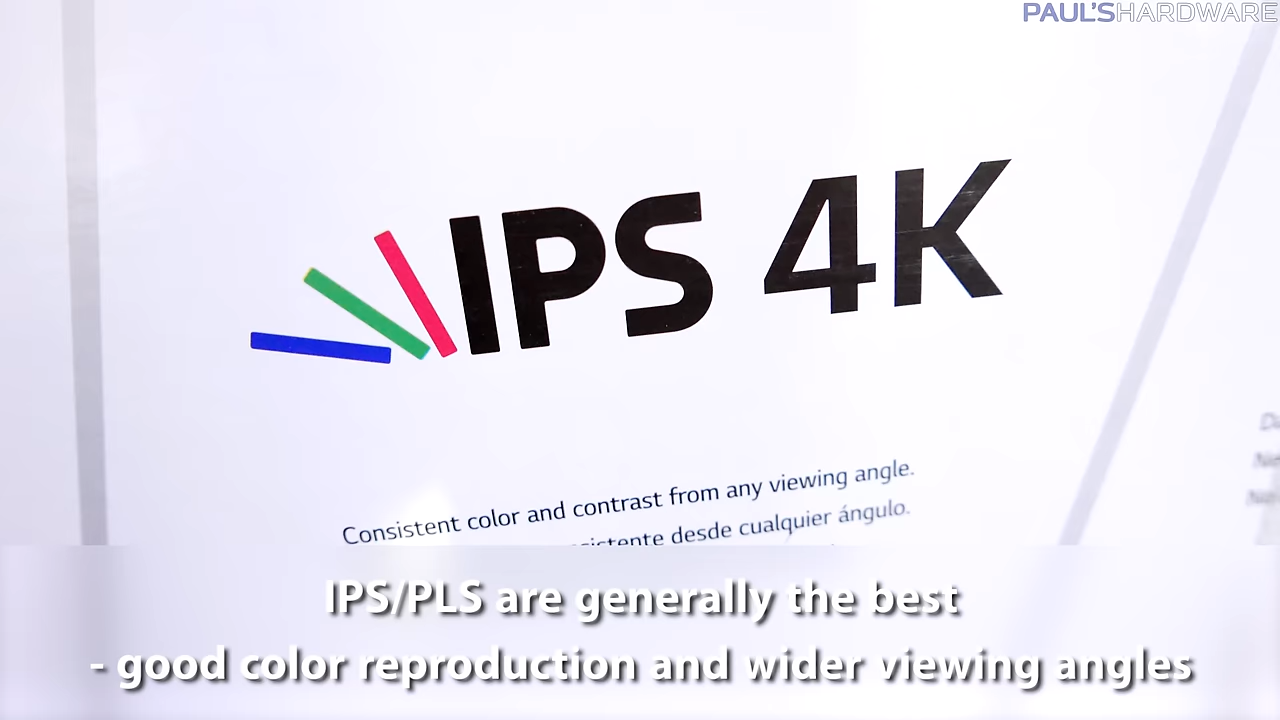 PAUL'SHARDWARE
IPS 4K
Consistent color and contrast from any viewing angle.
desde cualquier ángulo.
IPS/PLS are generally the best
- good color reproduction and wider viewing angles